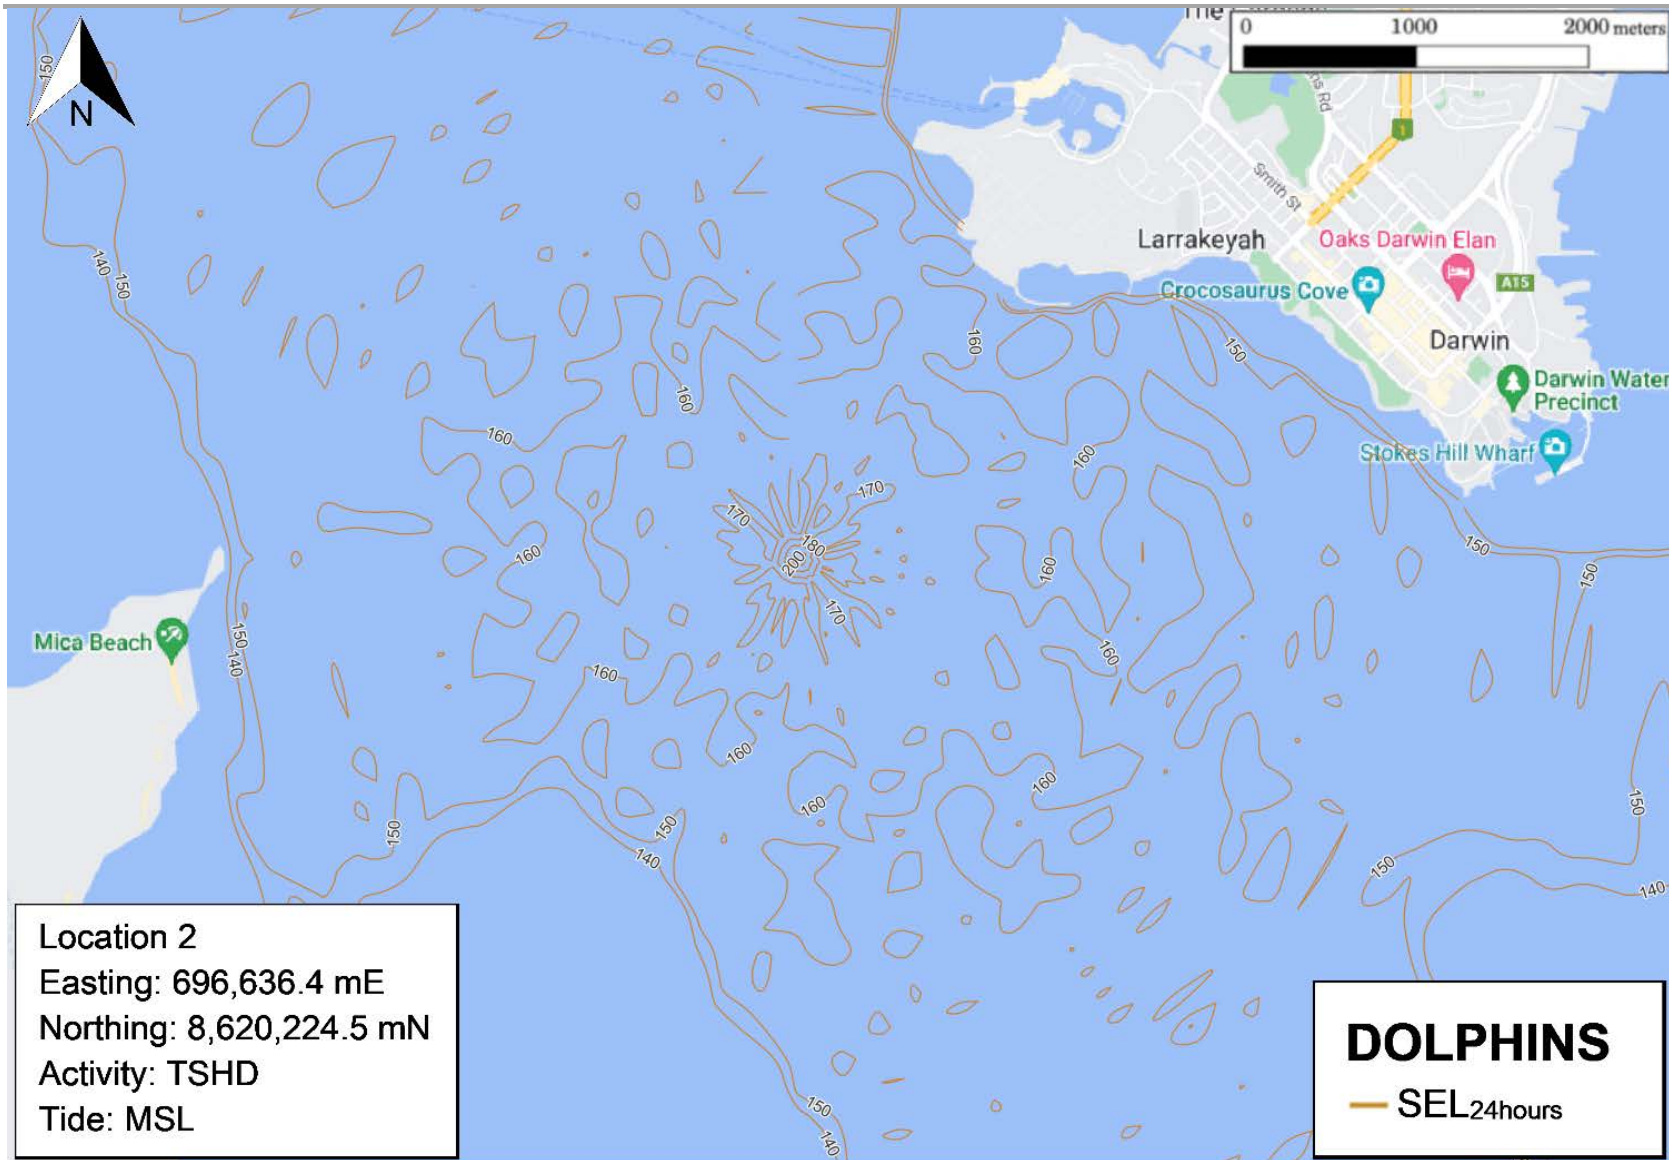 The
0 1000 2000 meters
N
Smith St
1
Larrakeyah
Oaks Darwin Elan
Crocosaurus Cove
A15
Darwin
Darwin Water
Precinct
Stokes Hill Wharf
Mica Beach
150
140
150
160
160
150
160
160
170
170
180
200
160
160
150
150
170
150
140
160
160
160
160
160
150
150
150
140
150
140
150
140
Location 2
Easting: 696,636.4 mE
Northing: 8,620,224.5 mN
Activity: TSHD
Tide: MSL
DOLPHINS
SEL24hours